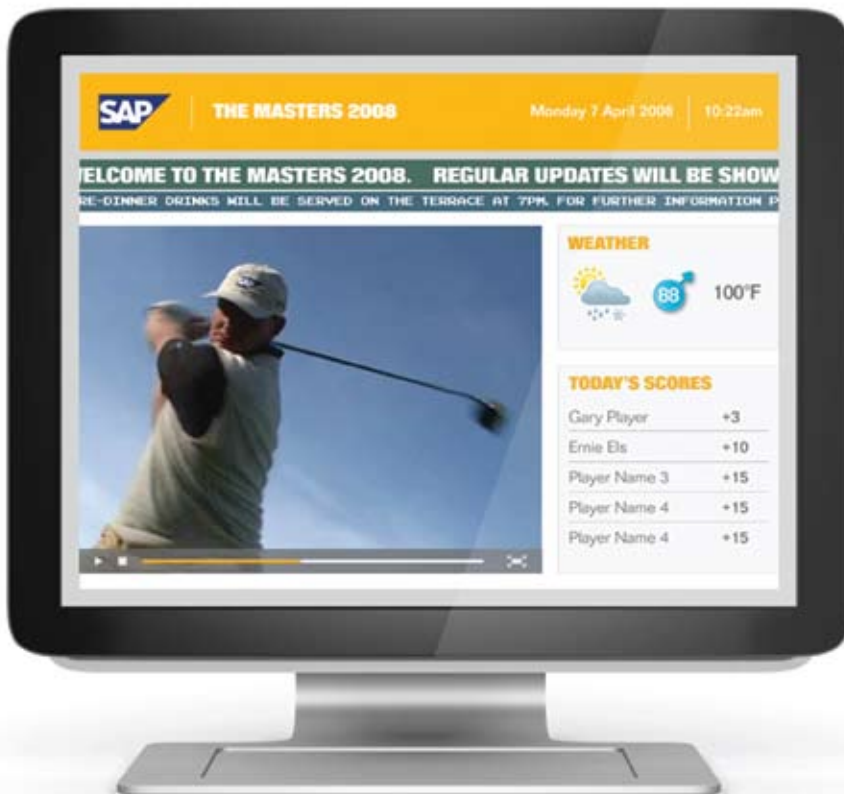 SAP
THE MASTERS 2008
Monday 7 April 2008
10:22am
ELCOME TO THE MASTERS 2008. REGULAR UPDATES WILL BE SHOW
RE-DINNER DRINKS WILL BE SERVED ON THE TERRACE AT 7PM. FOR FURTHER INFORMATION P
WEATHER
88
100°F
TODAY'S SCORES
Gary Player +3
Ernie Els +10
Player Name 3 +15
Player Name 4 +15
Player Name 4 +15